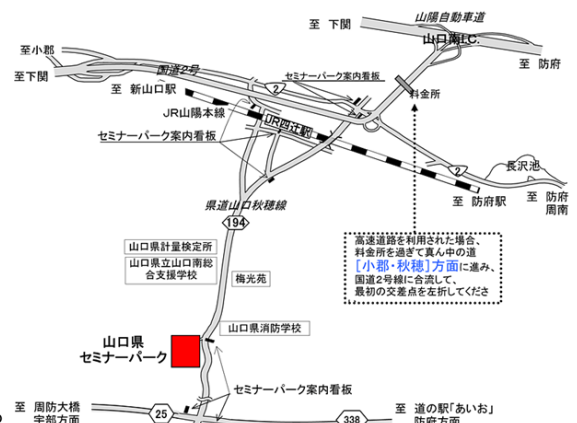 至 下関
山陽自動車道
山口南I.C.
至 防府
至小郡
至下関
国道2号
至 新山口駅
2
セミナーパーク案内看板
料金所
JR山陽本線
JR四辻駅
セミナーパーク案内看板
2
長沢池
至 防府駅
至 防府
周南
県道山口秋穂線
194
高速道路を利用された場合、
料金所を過ぎて真ん中の道
[小郡・秋穂]方面に進み、
国道2号線に合流して、
最初の交差点を左折してくださ
山口県計量検定所
山口県立山口南総
合支援学校
梅光苑
山口県消防学校
山口県
セミナーパーク
セミナーパーク案内看板
至 周防大橋
宇部方面
25
338
至 道の駅「あいお」
防府方面